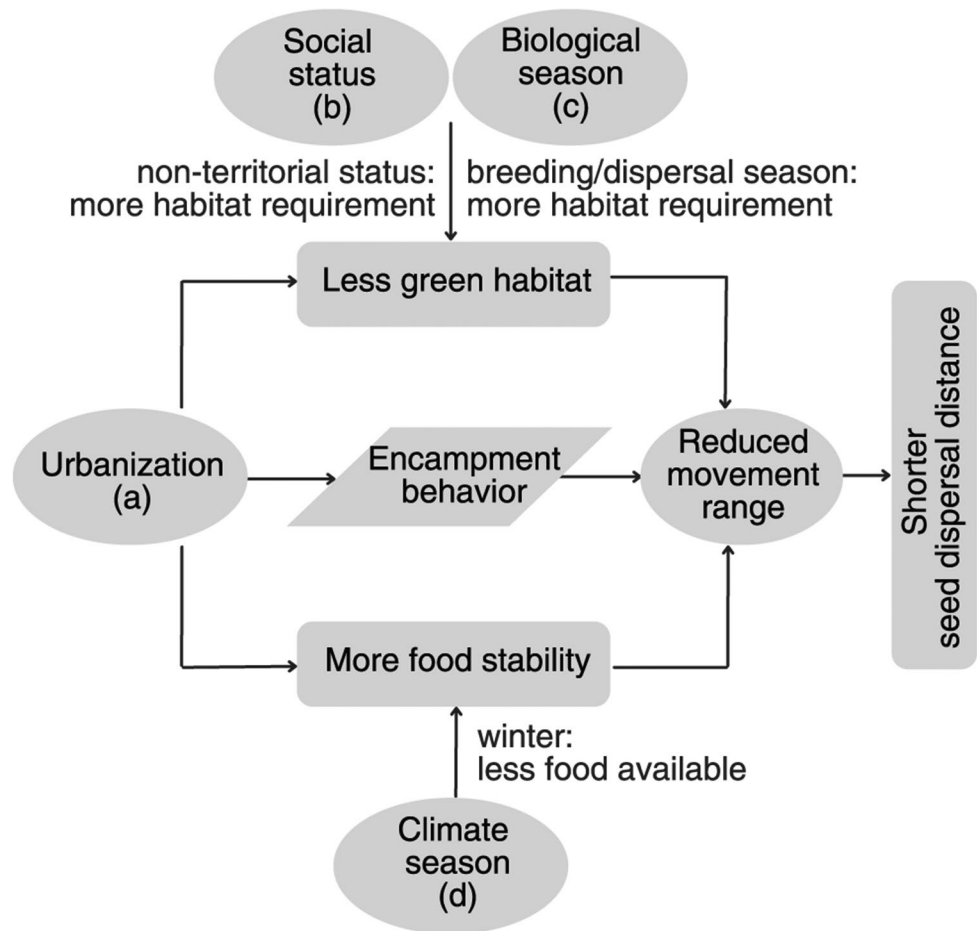 Social
status
(b)
Biological
season
(c)
non-territorial status:
more habitat requirement
breeding/dispersal season:
more habitat requirement
Less green habitat
Urbanization
(a)
Encampment
behavior
Reduced
movement
range
Shorter
seed dispersal distance
More food stability
winter:
less food available
Climate
season
(d)